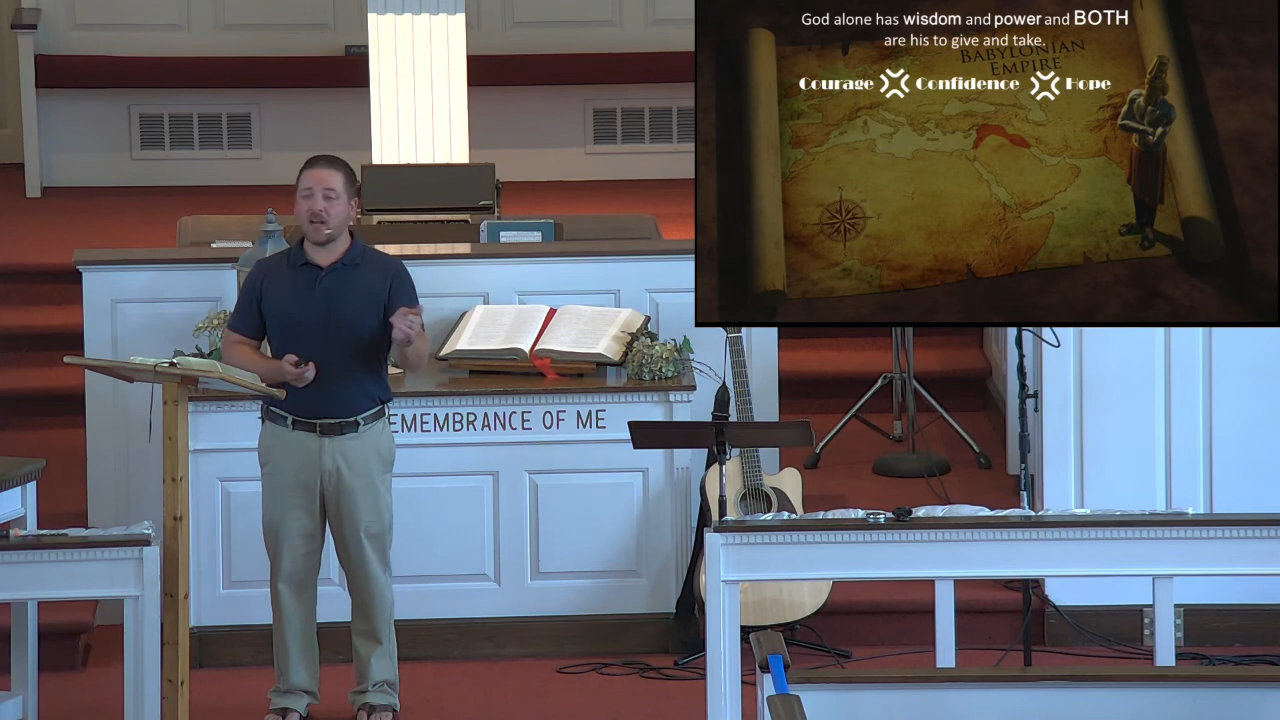 God alone has wisdom and power and BOTH
are his to give and take.
BABYLONIAN
EMPIRE
Courage Confidence Hope
EMEMBRANCE OF ME